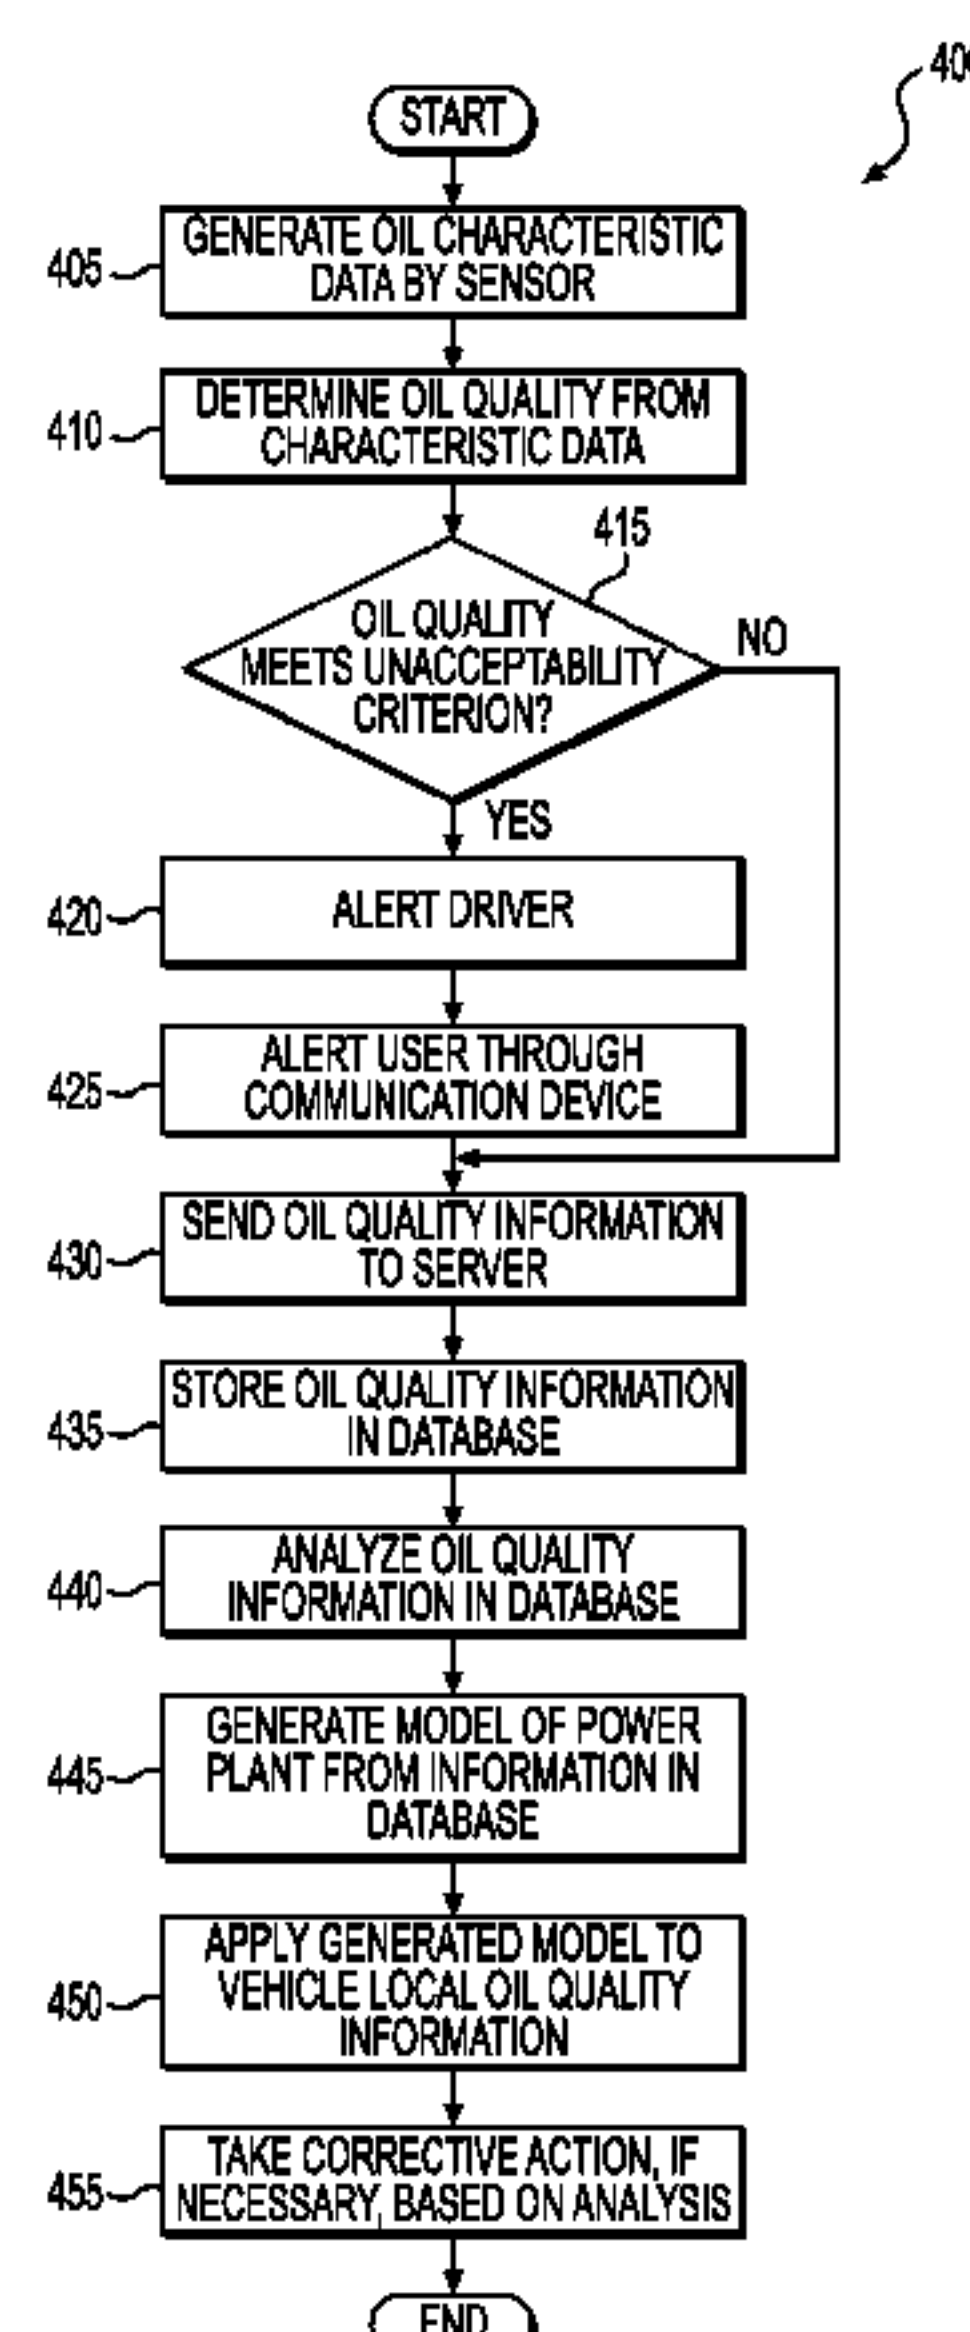 400
START
405
GENERATE OIL CHARACTERISTIC
DATA BY SENSOR
410
DETERMINE OIL QUALITY FROM
CHARACTERISTIC DATA
415
OIL QUALITY
MEETS UNACCEPTABILITY
CRITERION?
NO
YES
420
ALERT DRIVER
425
ALERT USER THROUGH
COMMUNICATION DEVICE
430
SEND OIL QUALITY INFORMATION
TO SERVER
435
STORE OIL QUALITY INFORMATION
IN DATABASE
440
ANALYZE OIL QUALITY
INFORMATION IN DATABASE
445
GENERATE MODEL OF POWER
PLANT FROM INFORMATION IN
DATABASE
450
APPLY GENERATED MODEL TO
VEHICLE LOCAL OIL QUALITY
INFORMATION
455
TAKE CORRECTIVE ACTION, IF
NECESSARY, BASED ON ANALYSIS
END